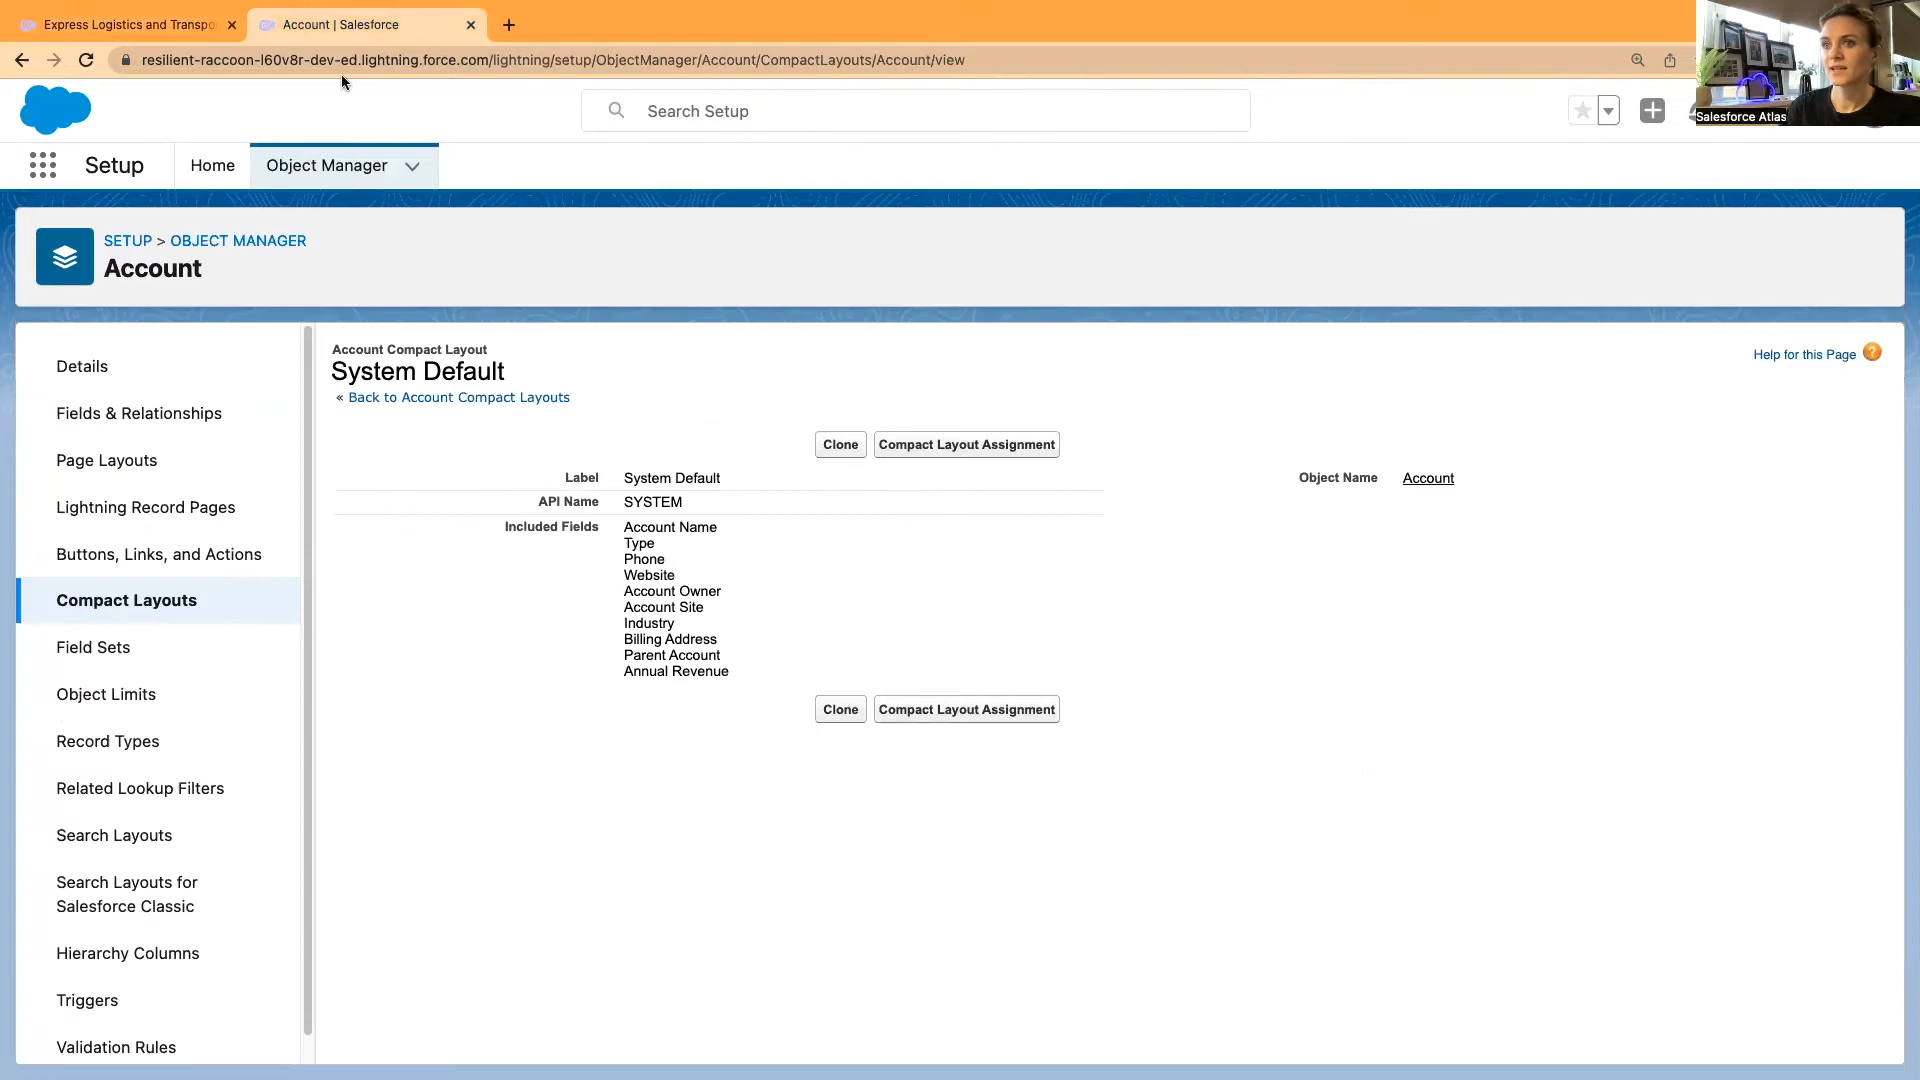 Express Logistics and Transpo
Account | Salesforce
resilient-raccoon-l60v8r-dev-ed.lightning.force.com/lightning/setup/ObjectManager/Account/CompactLayouts/Account/view
Search Setup
Salesforce Atlas
Setup
Home
Object Manager
SETUP > OBJECT MANAGER
Account
Details
Fields & Relationships
Page Layouts
Lightning Record Pages
Buttons, Links, and Actions
Compact Layouts
Field Sets
Object Limits
Record Types
Related Lookup Filters
Search Layouts
Search Layouts for
Salesforce Classic
Hierarchy Columns
Triggers
Validation Rules
Account Compact Layout
System Default
« Back to Account Compact Layouts
Help for this Page ?
Clone Compact Layout Assignment
Label System Default Object Name Account
API Name SYSTEM
Included Fields Account Name
Type
Phone
Website
Account Owner
Account Site
Industry
Billing Address
Parent Account
Annual Revenue
Clone Compact Layout Assignment